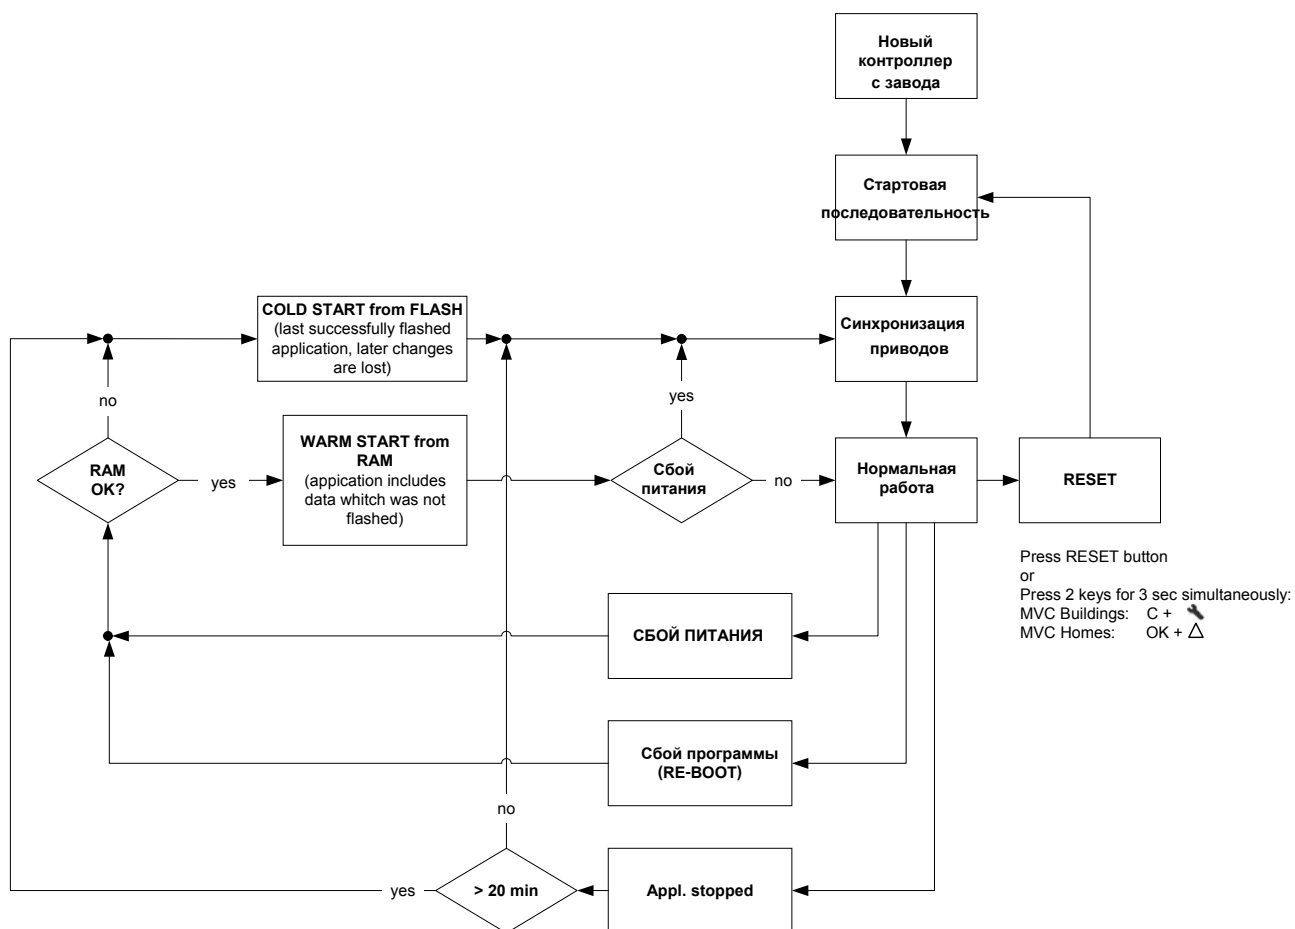 Новый
контроллер
с завода
Стартовая
последовательность
COLD START from FLASH
(last successfully flashed
application, later changes
are lost)
Синхронизация
приводов
no
yes
RAM
OK?
yes
WARM START from
RAM
(appication includes
data whitch was not
flashed)
Сбой
питания
no
Нормальная
работа
RESET
Press RESET button
or
Press 2 keys for 3 sec simultaneously:
MVC Buildings: C +
MVC Homes: OK + △
СБОЙ ПИТАНИЯ
Сбой программы
(RE-BOOT)
no
yes
> 20 min
Appl. stopped